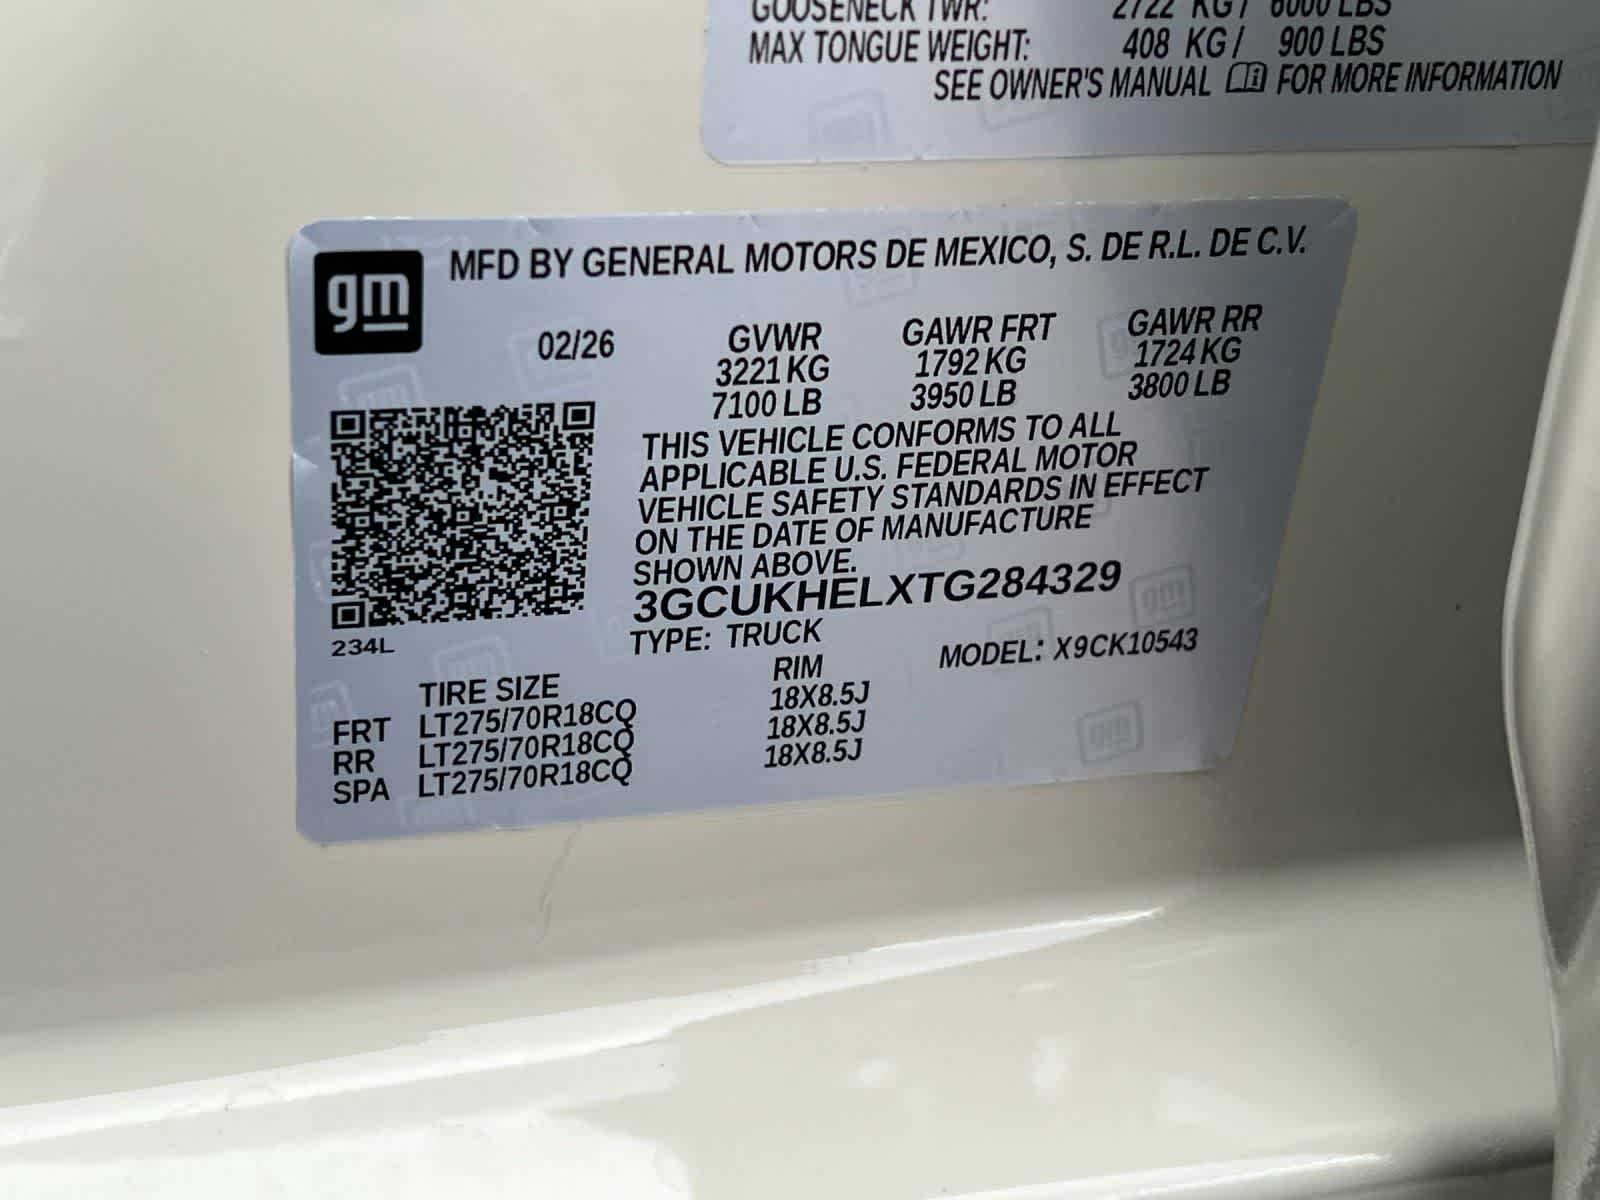 GOOSENECK TWR: 2722 KG / 6000 LBS
MAX TONGUE WEIGHT: 408 KG / 900 LBS
SEE OWNER'S MANUAL FOR MORE INFORMATION
gm MFD BY GENERAL MOTORS DE MEXICO, S. DE R.L. DE C.V.
02/26 GVWR GAWR FRT GAWR RR
3221 KG 1792 KG 1724 KG
7100 LB 3950 LB 3800 LB
THIS VEHICLE CONFORMS TO ALL
APPLICABLE U.S. FEDERAL MOTOR
VEHICLE SAFETY STANDARDS IN EFFECT
ON THE DATE OF MANUFACTURE
SHOWN ABOVE.
3GCUKHELXTG284329
234L
TYPE: TRUCK MODEL: X9CK10543
TIRE SIZE RIM
FRT LT275/70R18CQ 18X8.5J
RR LT275/70R18CQ 18X8.5J
SPA LT275/70R18CQ 18X8.5J